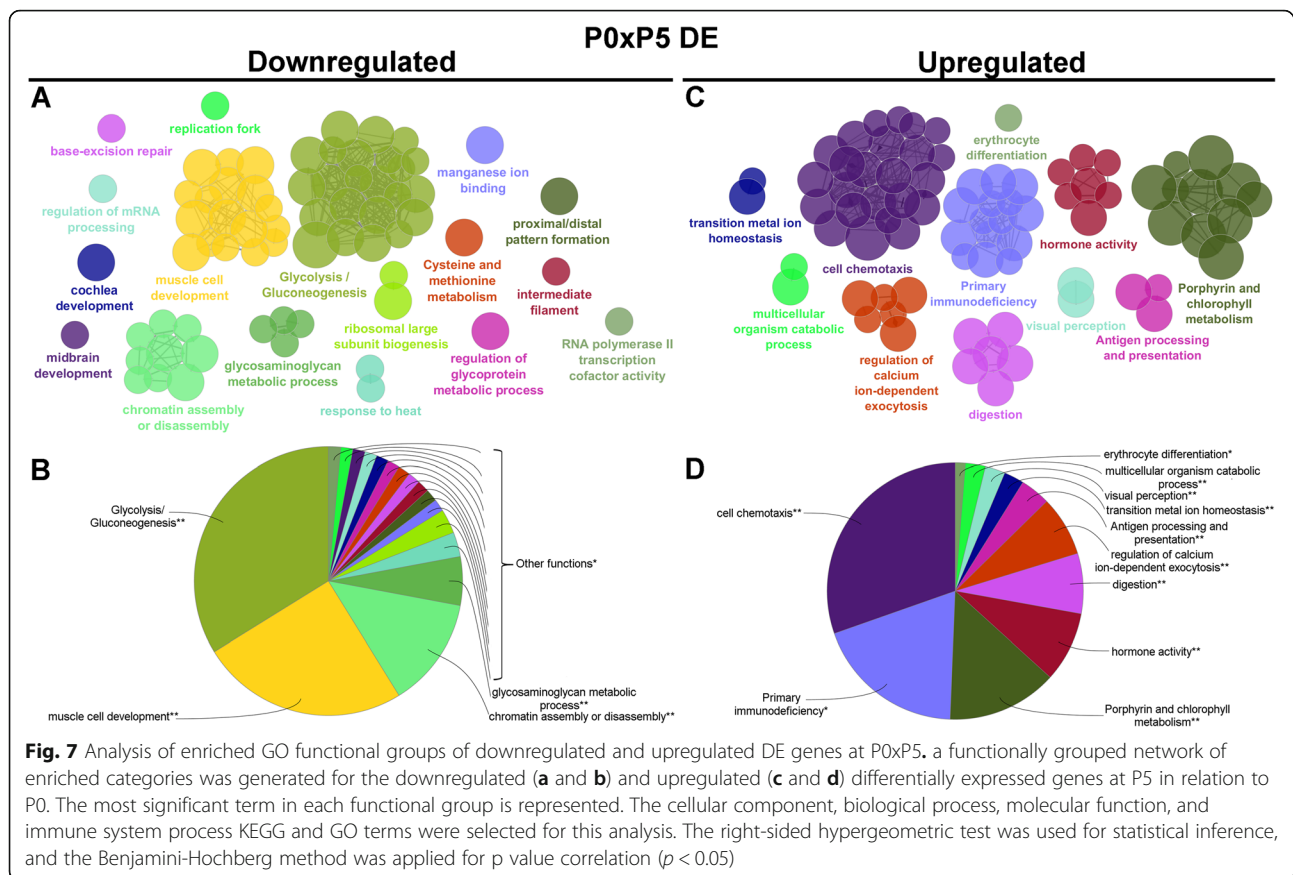 P0xP5 DE
Downregulated
Upregulated
A
replication fork
base-excision repair
manganese ion
binding
regulation of mRNA
processing
proximal/distal
pattern formation
cochlea
development
muscle cell
development
Glycolysis /
Gluconeogenesis
Cysteine and
methionine
metabolism
intermediate
filament
ribosomal large
subunit biogenesis
midbrain
development
glycosaminoglycan
metabolic process
regulation of
glycoprotein
metabolic process
RNA polymerase II
transcription
cofactor activity
chromatin assembly
or disassembly
response to heat
C
erythrocyte
differentiation
transition metal ion
homeostasis
cell chemotaxis
hormone activity
Primary
immunodeficiency
Porphyrin and
chlorophyll
metabolism
multicellular
organism catabolic
process
visual perception
Antigen processing
and presentation
regulation of
calcium
ion-dependent
exocytosis
digestion
B
Glycolysis/
Gluconeogenesis**
Other functions*
glycosaminoglycan metabolic
process**
chromatin assembly or disassembly**
muscle cell development**
D
erythrocyte differentiation*
multicellular organism catabolic
process**
visual perception**
transition metal ion homeostasis**
Antigen processing and
presentation**
regulation of calcium
ion-dependent exocytosis**
digestion**
cell chemotaxis**
hormone activity**
Primary
immunodeficiency*
Porphyrin and chlorophyll
metabolism**
Fig. 7 Analysis of enriched GO functional groups of downregulated and upregulated DE genes at P0xP5. a functionally grouped network of
enriched categories was generated for the downregulated (a and b) and upregulated (c and d) differentially expressed genes at P5 in relation to
P0. The most significant term in each functional group is represented. The cellular component, biological process, molecular function, and
immune system process KEGG and GO terms were selected for this analysis. The right-sided hypergeometric test was used for statistical inference,
and the Benjamini-Hochberg method was applied for p value correlation (p < 0.05)